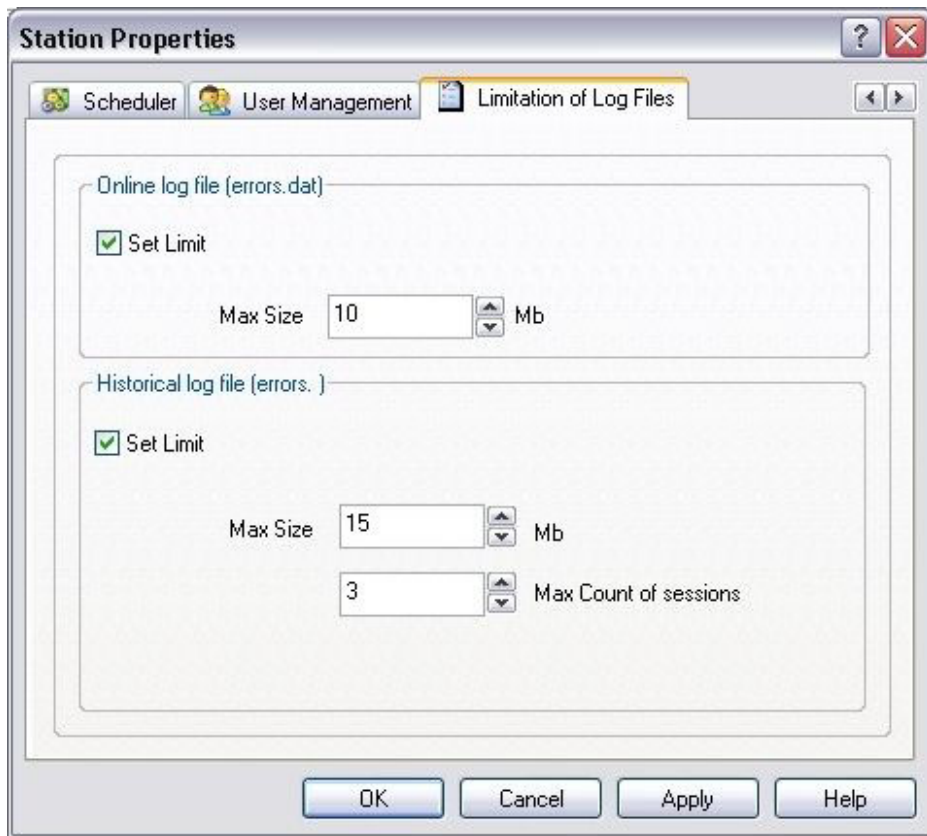 Station Properties
Scheduler User Management Limitation of Log Files
Online log file (errors.dat)
Set Limit
Max Size 10 Mb
Historical log file (errors. )
Set Limit
Max Size 15 Mb
3 Max Count of sessions
OK Cancel Apply Help